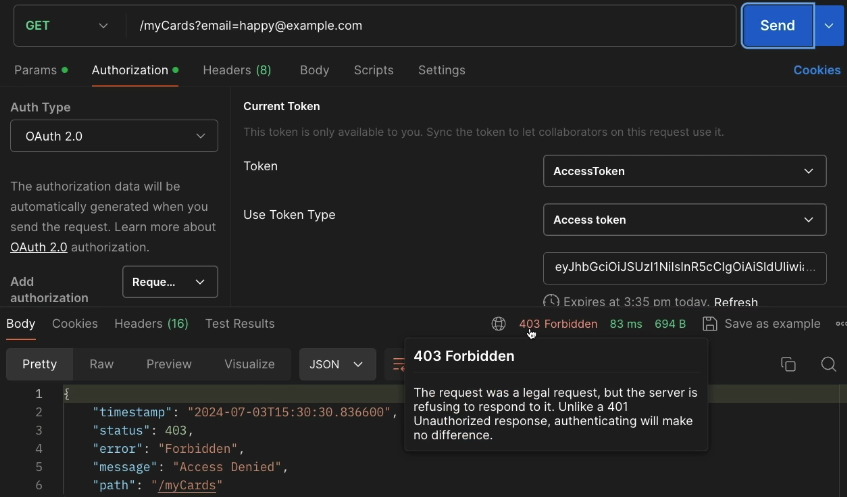 GET
/myCards?email=happy@example.com
Send
Params
Authorization
Headers (8)
Body
Scripts
Settings
Cookies
Auth Type
OAuth 2.0
The authorization data will be
automatically generated when you
send the request. Learn more about
OAuth 2.0 authorization.
Add
authorization
Reque...
Current Token
This token is only available to you. Sync the token to let collaborators on this request use it.
Token
AccessToken
Use Token Type
Access token
Expires at 3:35 pm today. Refresh
Body
Cookies
Headers (16)
Test Results
403 Forbidden
83 ms
694 B
Save as example
Pretty
Raw
Preview
Visualize
JSON
403 Forbidden
The request was a legal request, but the server is
refusing to respond to it. Unlike a 401
Unauthorized response, authenticating will make
no difference.
1 {
2 "timestamp": "2024-07-03T15:30:30.836600",
3 "status": 403,
4 "error": "Forbidden",
5 "message": "Access Denied",
6 "path": "/myCards"